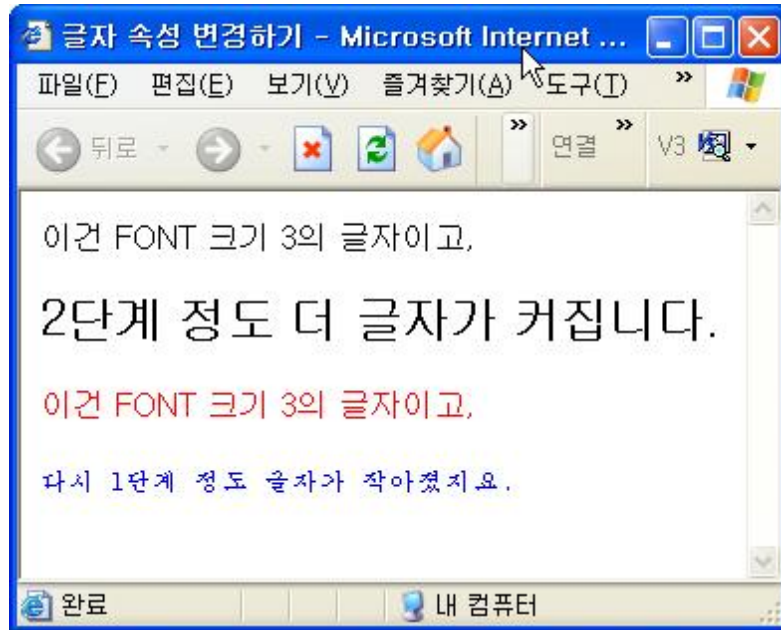 글자 속성 변경하기 - Microsoft Internet ...
파일(F) 편집(E) 보기(V) 즐겨찾기(A) 도구(T) »
뒤로 » 연결 » V3
이건 FONT 크기 3의 글자이고,
2단계 정도 더 글자가 커집니다.
이건 FONT 크기 3의 글자이고,
다시 1단계 정도 글자가 작아졌지요.
완료 내 컴퓨터